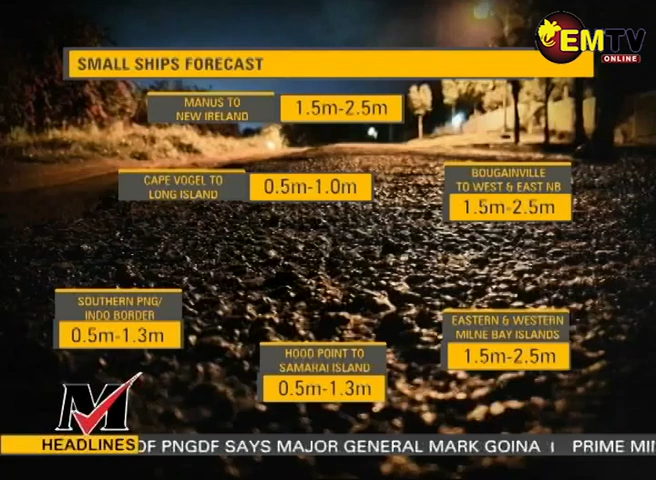 EMTV
ONLINE
SMALL SHIPS FORECAST
MANUS TO
NEW IRELAND
1.5m-2.5m
CAPE VOGEL TO
LONG ISLAND
0.5m-1.0m
BOUGAINVILLE
TO WEST & EAST NB
1.5m-2.5m
SOUTHERN PNG/
INDO BORDER
0.5m-1.3m
EASTERN & WESTERN
MILNE BAY ISLANDS
1.5m-2.5m
HOOD POINT TO
SAMARAI ISLAND
0.5m-1.3m
M
HEADLINES OF PNGDF SAYS MAJOR GENERAL MARK GOINA | PRIME MIN